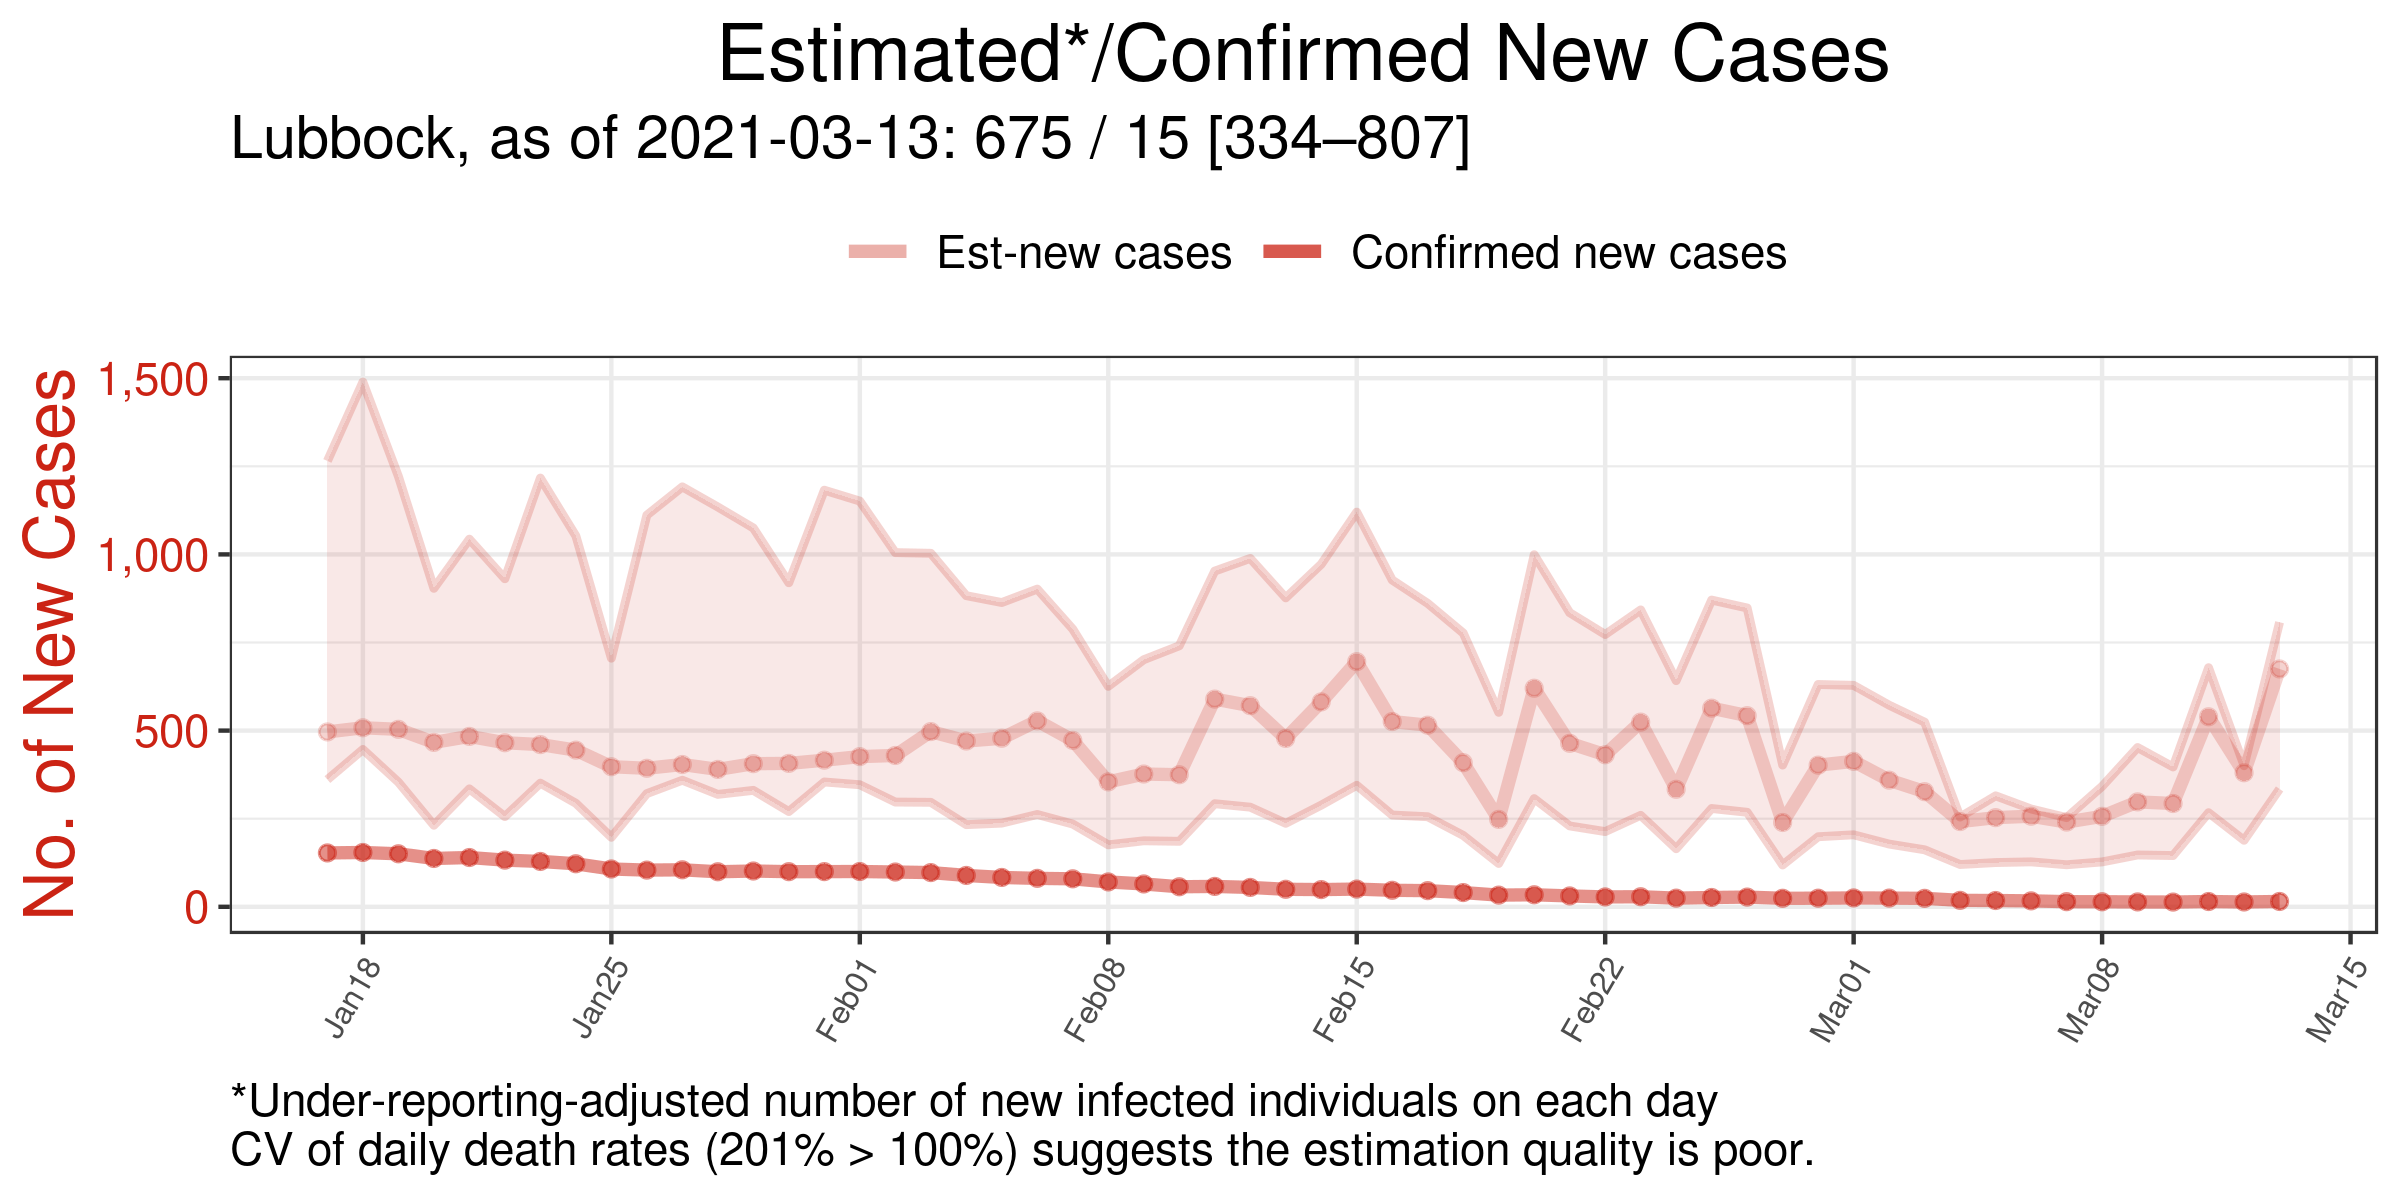 Estimated*/Confirmed New Cases
Lubbock, as of 2021-03-13: 675 / 15 [334–807]
Est-new cases Confirmed new cases
No. of New Cases
1,500
1,000
500
0
Jan18 Jan25 Feb01 Feb08 Feb15 Feb22 Mar01 Mar08 Mar15
*Under-reporting-adjusted number of new infected individuals on each day
CV of daily death rates (201% > 100%) suggests the estimation quality is poor.